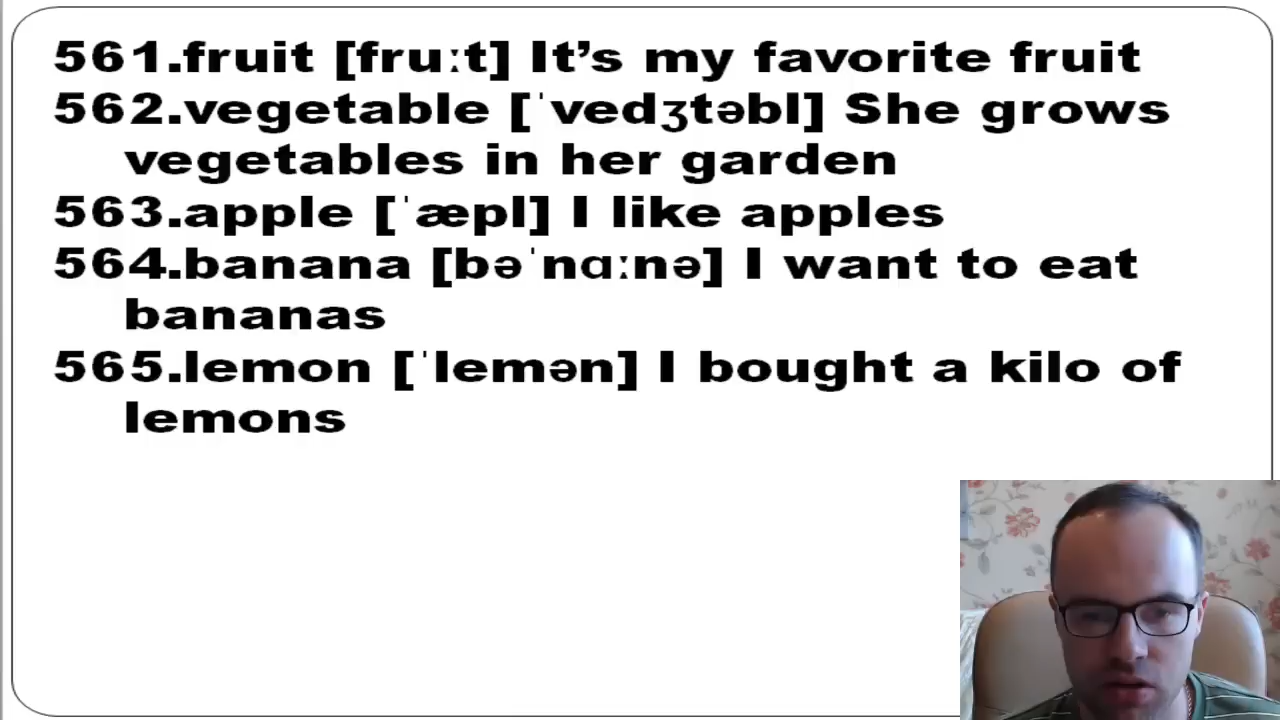 561.fruit [fruːt] It’s my favorite fruit
562.vegetable [ˈvedʒtəbl] She grows
vegetables in her garden
563.apple [ˈæpl] I like apples
564.banana [bəˈnɑːnə] I want to eat
bananas
565.lemon [ˈlemən] I bought a kilo of
lemons